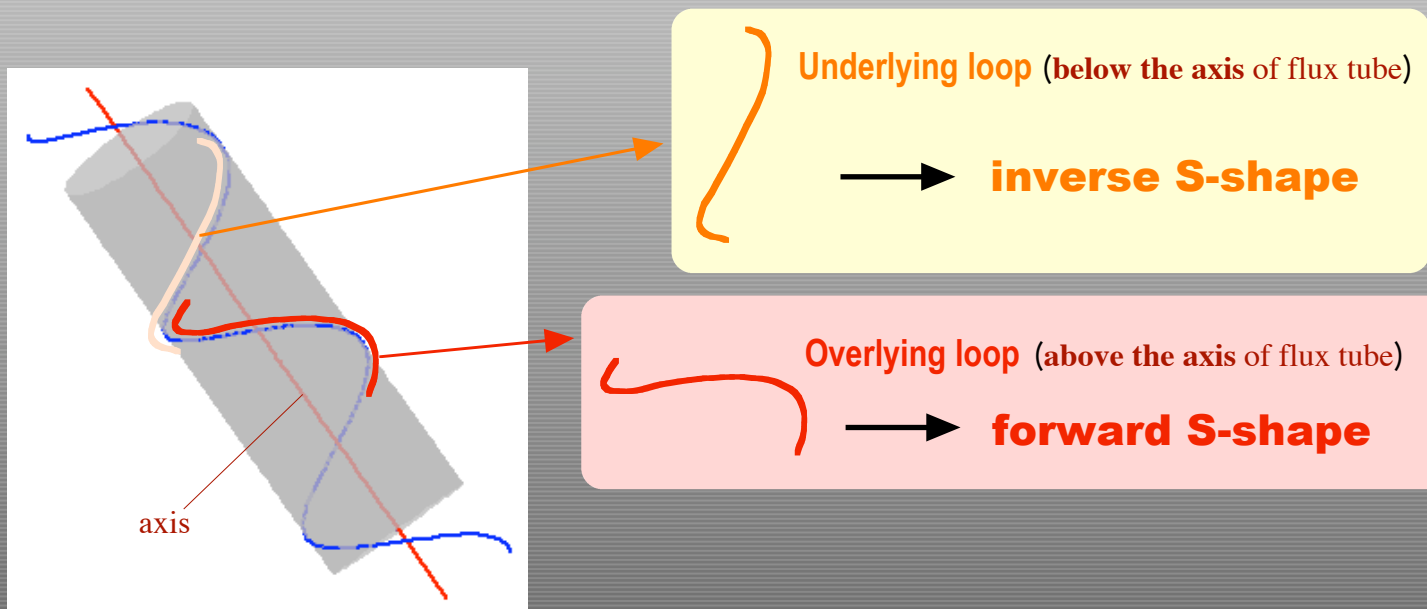 Underlying loop (below the axis of flux tube)
inverse S-shape
Overlying loop (above the axis of flux tube)
forward S-shape
axis